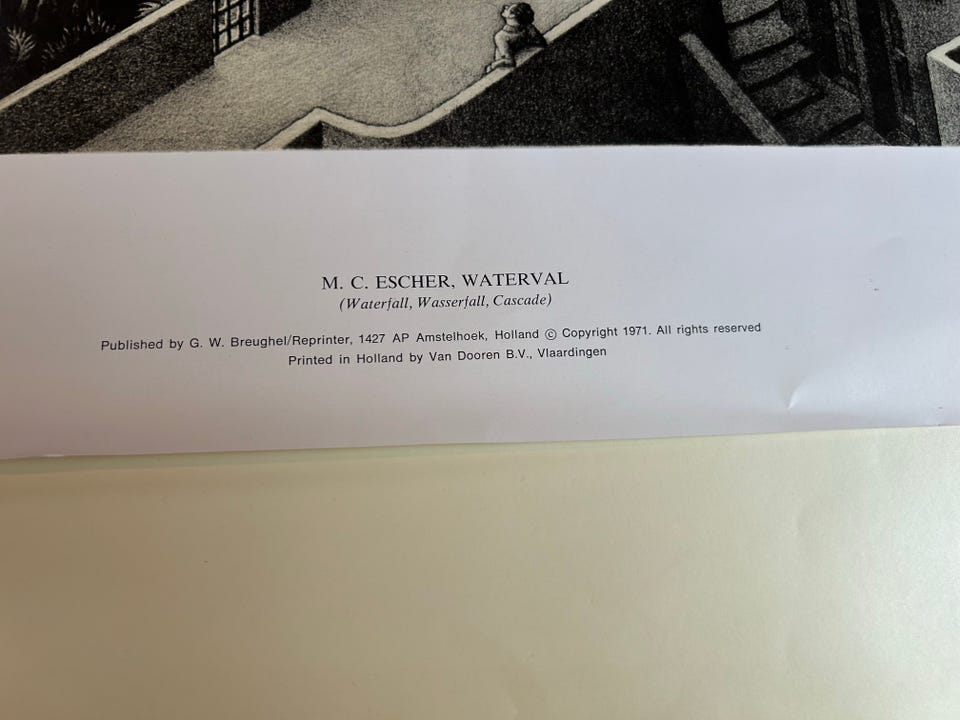 M. C. ESCHER, WATERVAL
(Waterfall, Wasserfall, Cascade)
Published by G. W. Breughel/Reprinter, 1427 AP Amstelhoek, Holland © Copyright 1971. All rights reserved
Printed in Holland by Van Dooren B.V., Vlaardingen